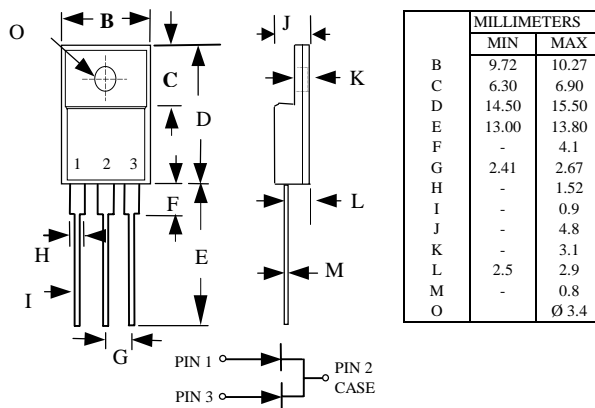 O
B
J
C
K
D
1 2 3
F
L
H
E
M
I
G
PIN 1
PIN 3
PIN 2
CASE
MILLIMETERS
MIN MAX
B 9.72 10.27
C 6.30 6.90
D 14.50 15.50
E 13.00 13.80
F - 4.1
G 2.41 2.67
H - 1.52
I - 0.9
J - 4.8
K - 3.1
L 2.5 2.9
M - 0.8
O Ø 3.4